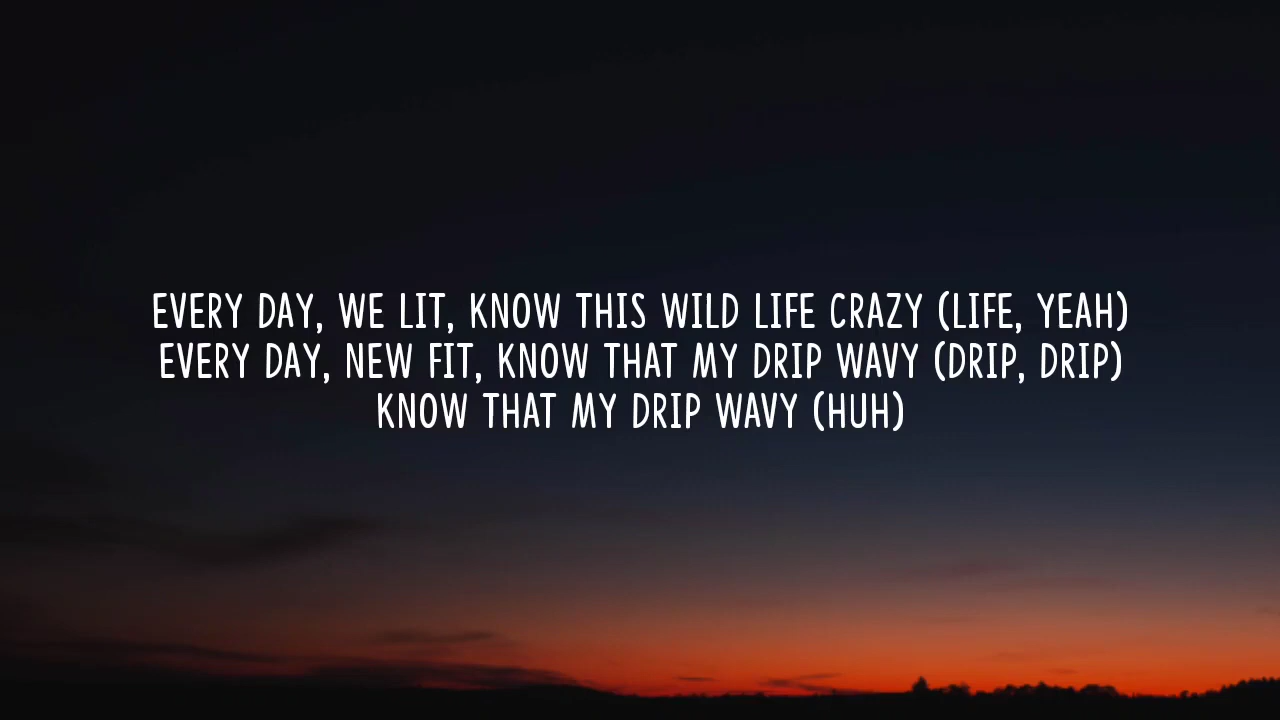 EVERY DAY, WE LIT, KNOW THIS WILD LIFE CRAZY (LIFE, YEAH)
EVERY DAY, NEW FIT, KNOW THAT MY DRIP WAVY (DRIP, DRIP)
KNOW THAT MY DRIP WAVY (HUH)